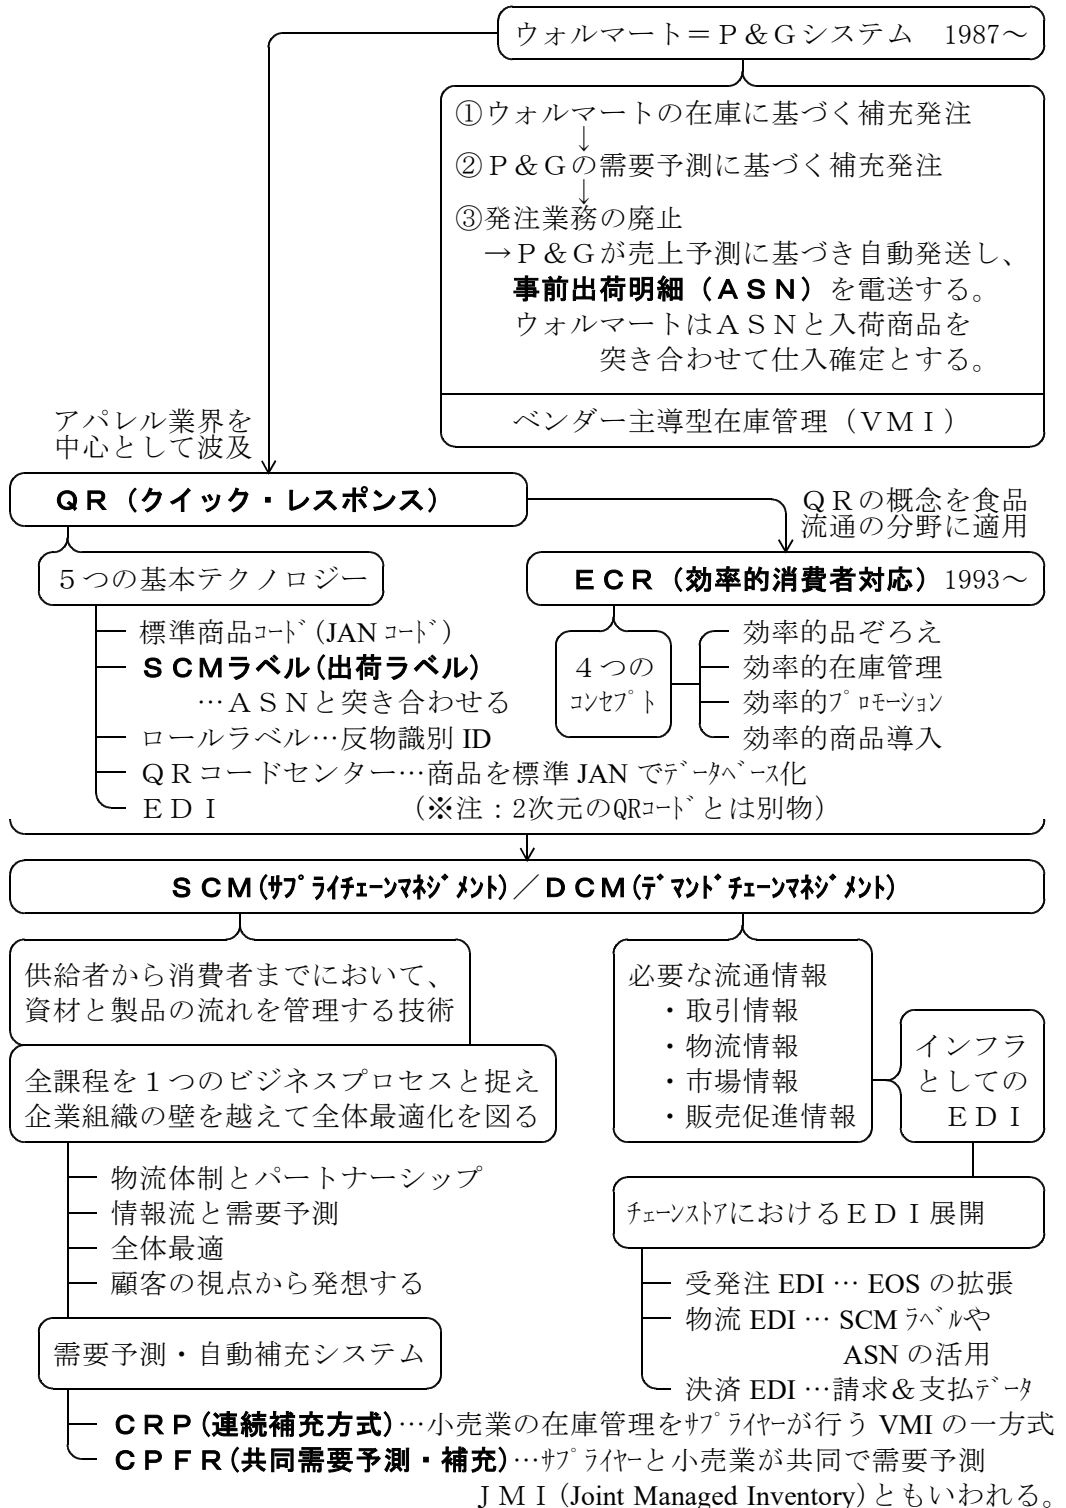 ウォルマート＝Ｐ＆Ｇシステム　1987～
①ウォルマートの在庫に基づく補充発注
↓
②Ｐ＆Ｇの需要予測に基づく補充発注
↓
③発注業務の廃止
→Ｐ＆Ｇが売上予測に基づき自動発送し、
事前出荷明細（ＡＳＮ）を電送する。
ウォルマートはＡＳＮと入荷商品を
突き合わせて仕入確定とする。
ベンダー主導型在庫管理（ＶＭＩ）
アパレル業界を
中心として波及
ＱＲ（クイック・レスポンス）
ＱＲの概念を食品
流通の分野に適用
５つの基本テクノロジー
標準商品ｺｰﾄﾞ(JANｺｰﾄﾞ)
ＳＣＭラベル(出荷ラベル)
…ＡＳＮと突き合わせる
ロールラベル…反物識別 ID
ＱＲコードセンター…商品を標準 JAN でﾃﾞｰﾀﾍﾞｰｽ化
ＥＤＩ　（※注：2次元のQRｺｰﾄﾞとは別物）
ＥＣＲ（効率的消費者対応）1993～
４つの
ｺﾝｾﾌﾟﾄ
効率的品ぞろえ
効率的在庫管理
効率的ﾌﾟﾛﾓｰｼｮﾝ
効率的商品導入
ＳＣＭ(ｻﾌﾟﾗｲﾁｪｰﾝﾏﾈｼﾞﾒﾝﾄ)／ＤＣＭ(ﾃﾞﾏﾝﾄﾞﾁｪｰﾝﾏﾈｼﾞﾒﾝﾄ)
供給者から消費者までにおいて、
資材と製品の流れを管理する技術
全課程を１つのビジネスプロセスと捉え
企業組織の壁を越えて全体最適化を図る
物流体制とパートナーシップ
情報流と需要予測
全体最適
顧客の視点から発想する
需要予測・自動補充システム
必要な流通情報
・取引情報
・物流情報
・市場情報
・販売促進情報
インフラ
としての
ＥＤＩ
ﾁｪｰﾝｽﾄｱにおけるＥＤＩ展開
受発注 EDI … EOS の拡張
物流 EDI … SCM ﾗﾍﾞﾙや
ASN の活用
決済 EDI …請求＆支払ﾃﾞｰﾀ
ＣＲＰ(連続補充方式)…小売業の在庫管理をｻﾌﾟﾗｲﾔｰが行う VMI の一方式
ＣＰＦＲ(共同需要予測・補充)…ｻﾌﾟﾗｲﾔｰと小売業が共同で需要予測
ＪＭＩ(Joint Managed Inventory)ともいわれる。